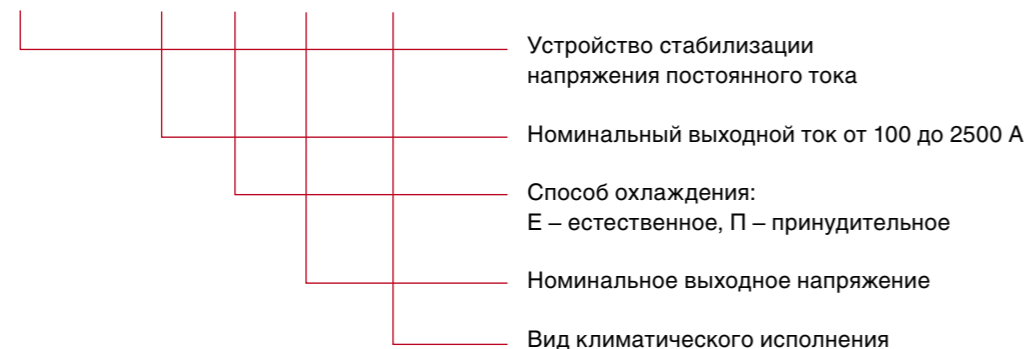 Устройство стабилизации
напряжения постоянного тока
Номинальный выходной ток от 100 до 2500 А
Способ охлаждения:
Е – естественное, П – принудительное
Номинальное выходное напряжение
Вид климатического исполнения